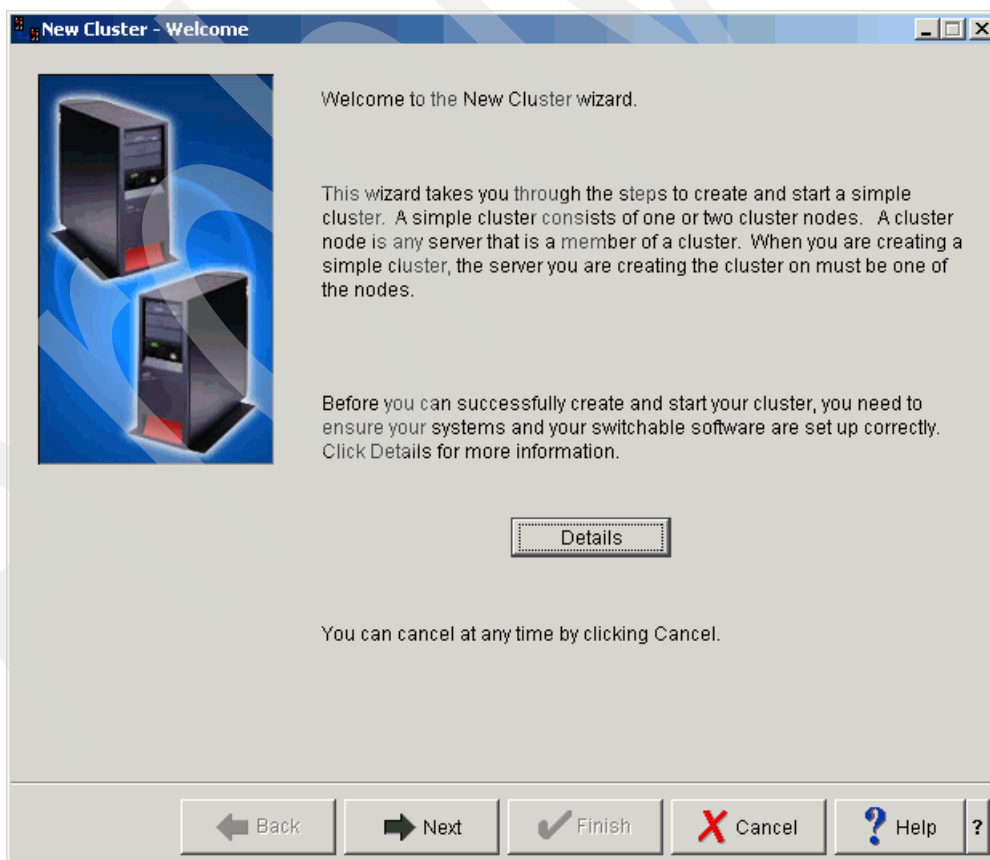 New Cluster - Welcome
Welcome to the New Cluster wizard.
This wizard takes you through the steps to create and start a simple
cluster. A simple cluster consists of one or two cluster nodes. A cluster
node is any server that is a member of a cluster. When you are creating a
simple cluster, the server you are creating the cluster on must be one of
the nodes.
Before you can successfully create and start your cluster, you need to
ensure your systems and your switchable software are set up correctly.
Click Details for more information.
Details
You can cancel at any time by clicking Cancel.
Back Next Finish Cancel ? Help ?